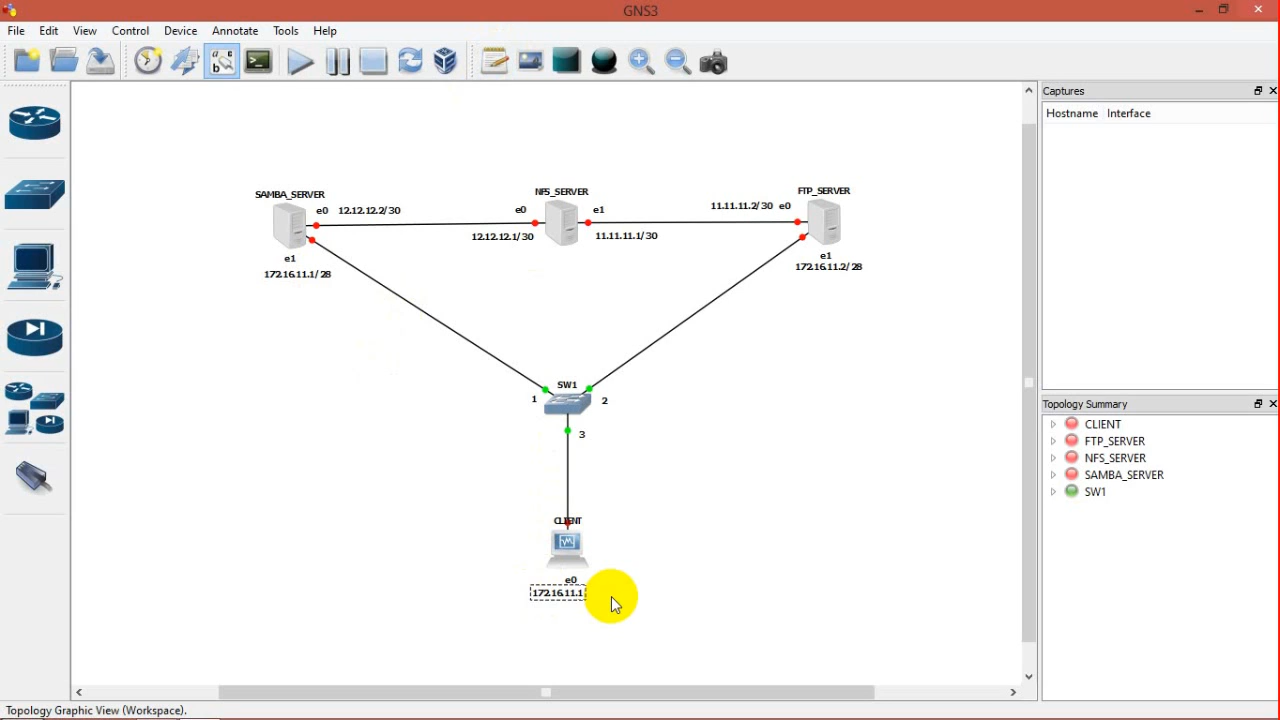 GNS3
File Edit View Control Device Annotate Tools Help
Captures
Hostname Interface
SAMBA_SERVER
NFS_SERVER
FTP_SERVER
e0 12.12.12.2/30
e0
e1
11.11.11.2/30 e0
12.12.12.1/30
11.11.11.1/30
e1
172.16.11.1/28
e1
172.16.11.2/28
SW1
1
2
3
CLIENT
e0
172.16.11.1
Topology Summary
CLIENT
FTP_SERVER
NFS_SERVER
SAMBA_SERVER
SW1
Topology Graphic View (Workspace).